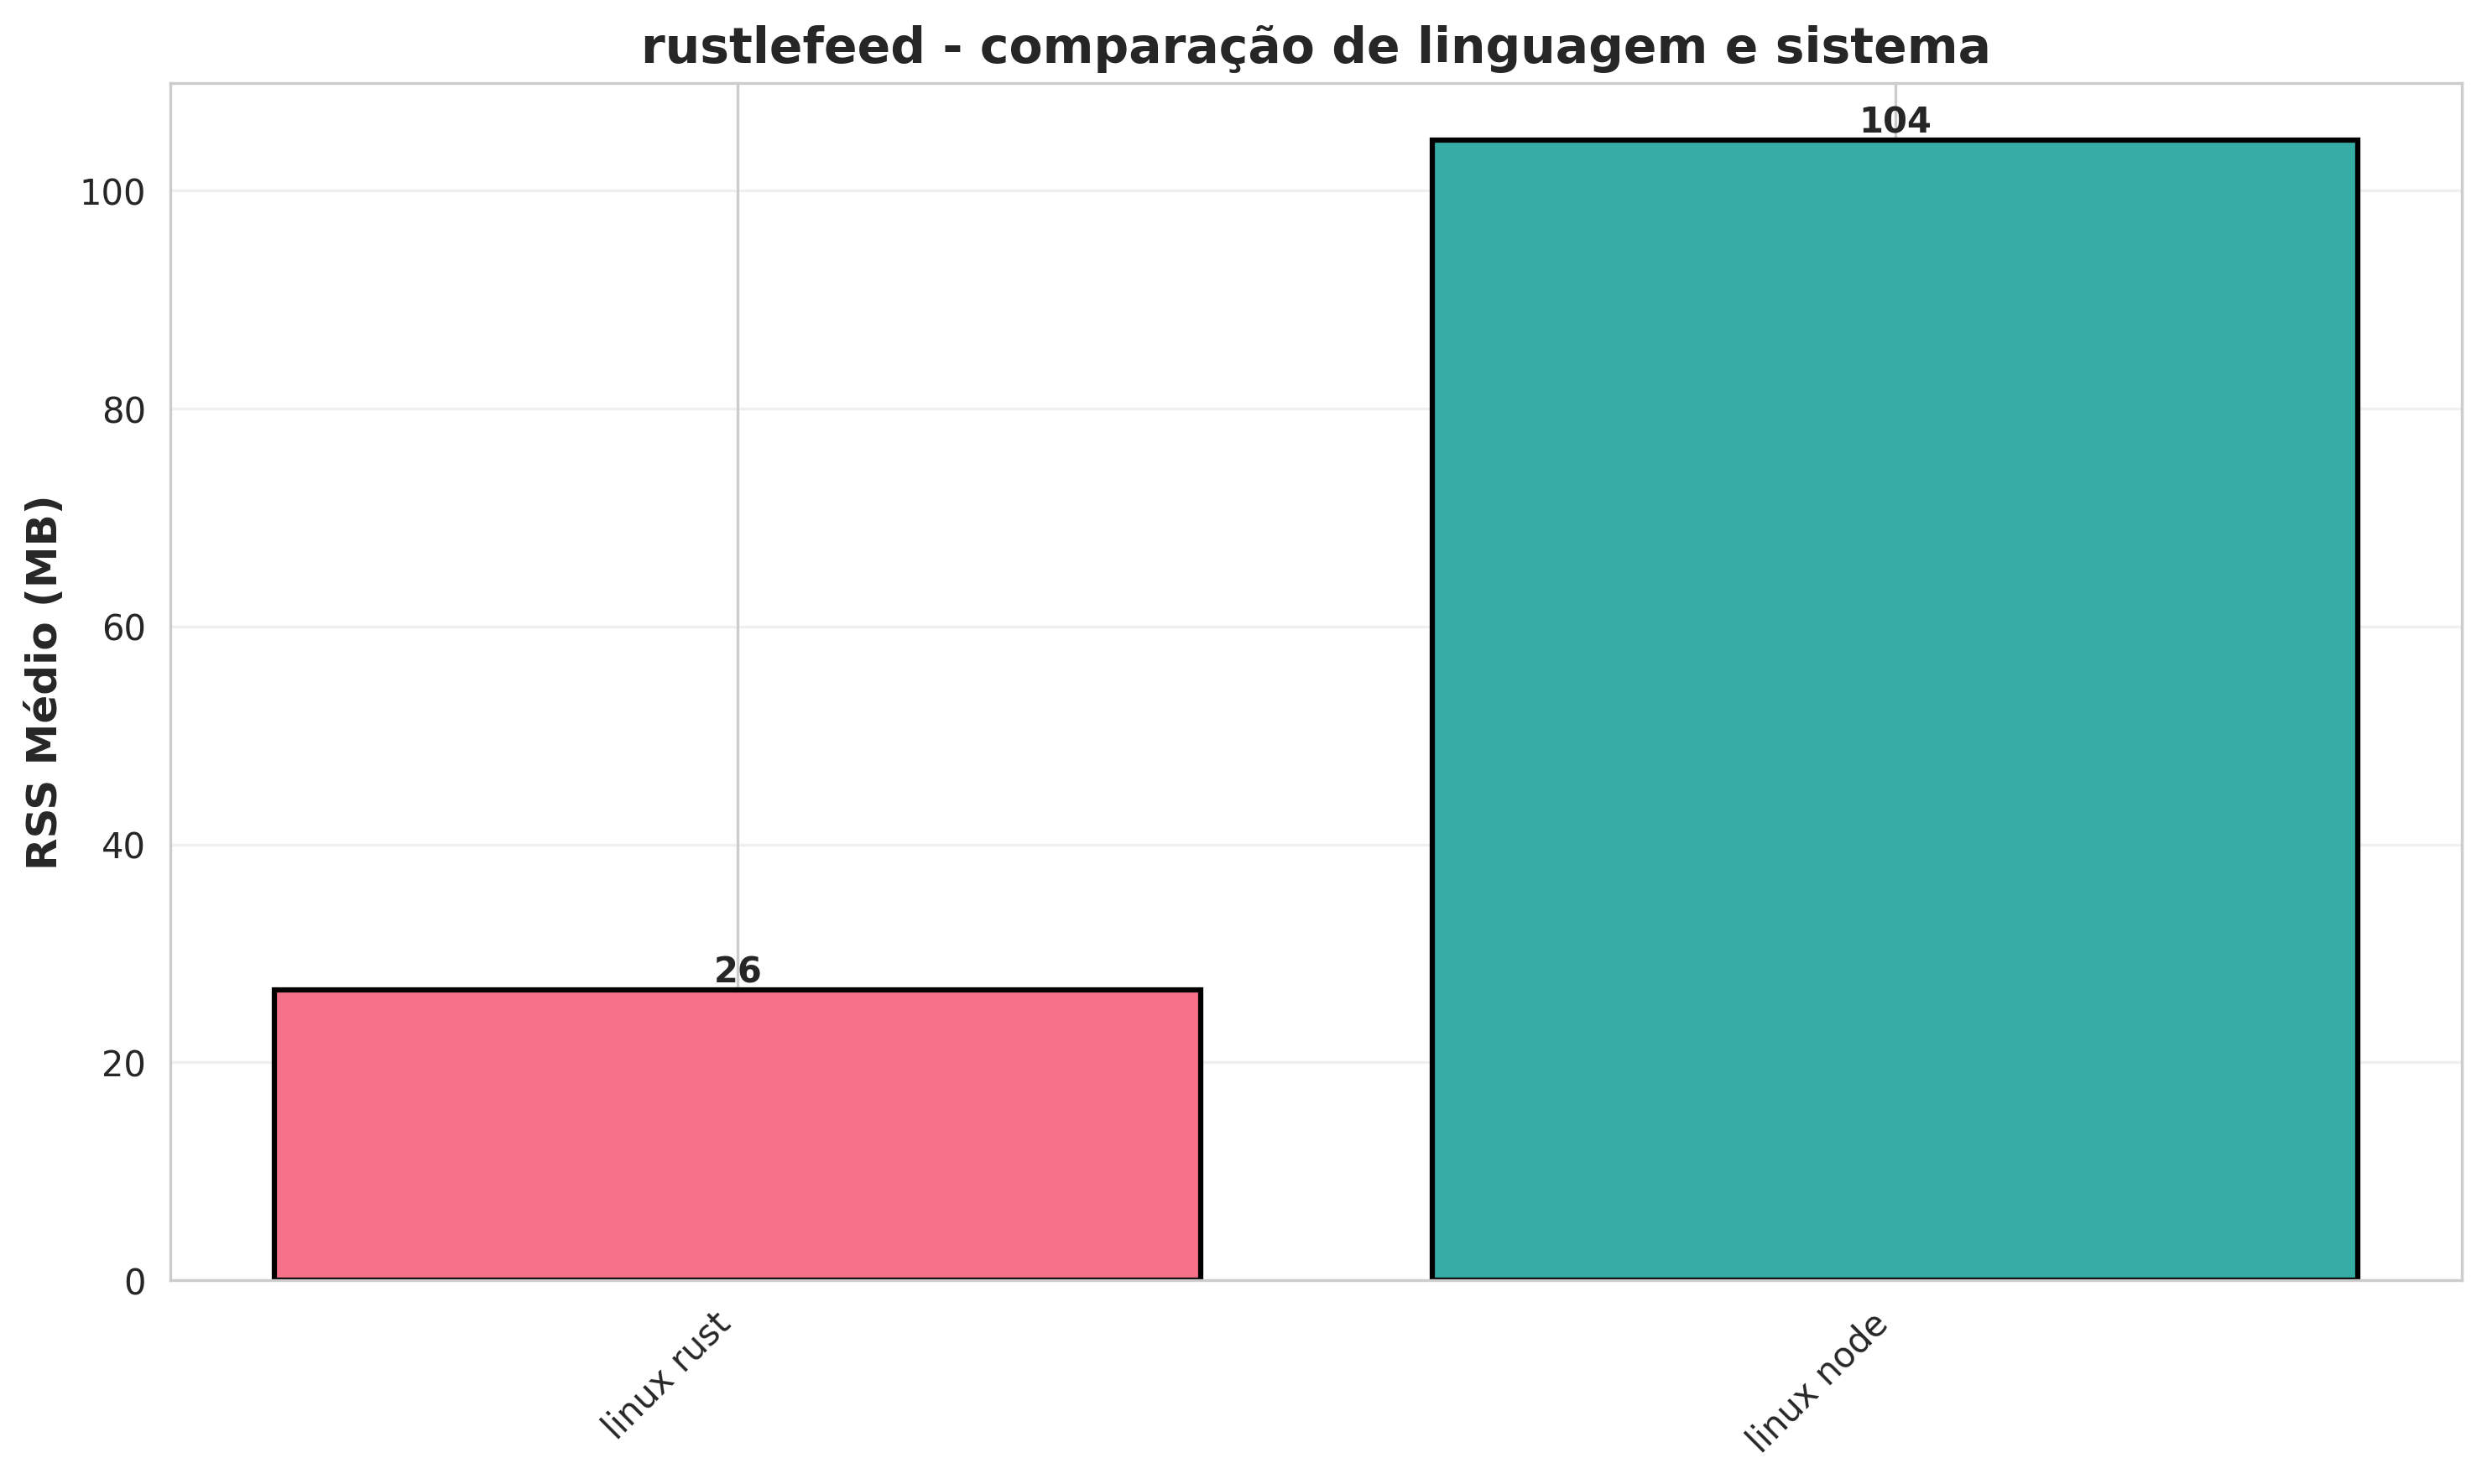 rustlefeed - comparação de linguagem e sistema
RSS Médio (MB)
100
80
60
40
20
0
26
104
linux rust
linux node